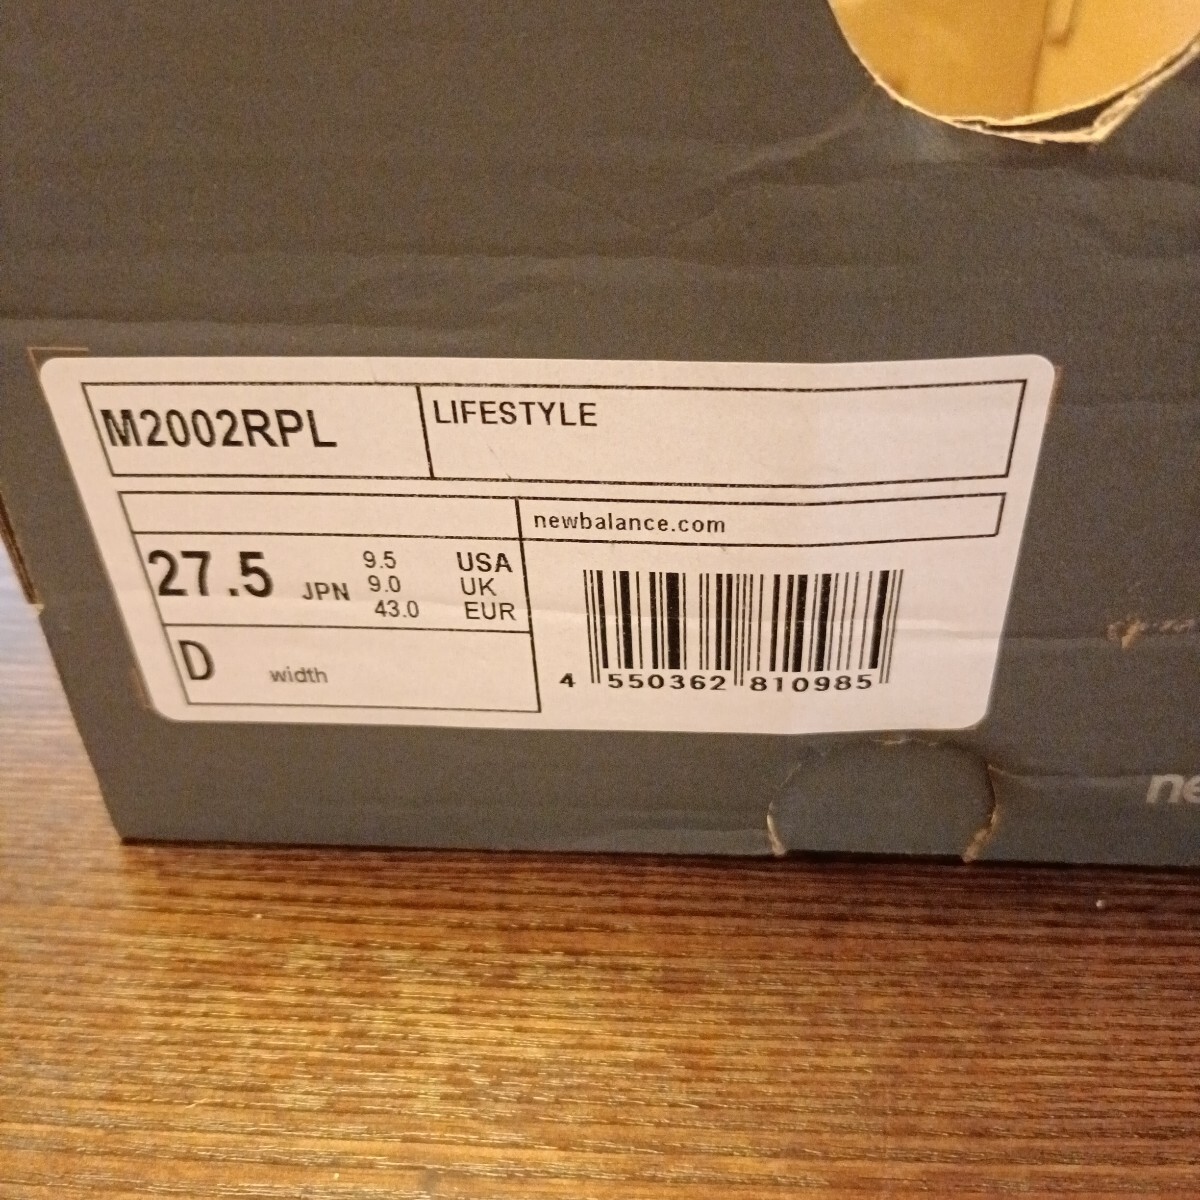 M2002RPL
LIFESTYLE
newbalance.com
27.5 JPN
9.5 USA
9.0 UK
43.0 EUR
D width
4 550362 810985
ne